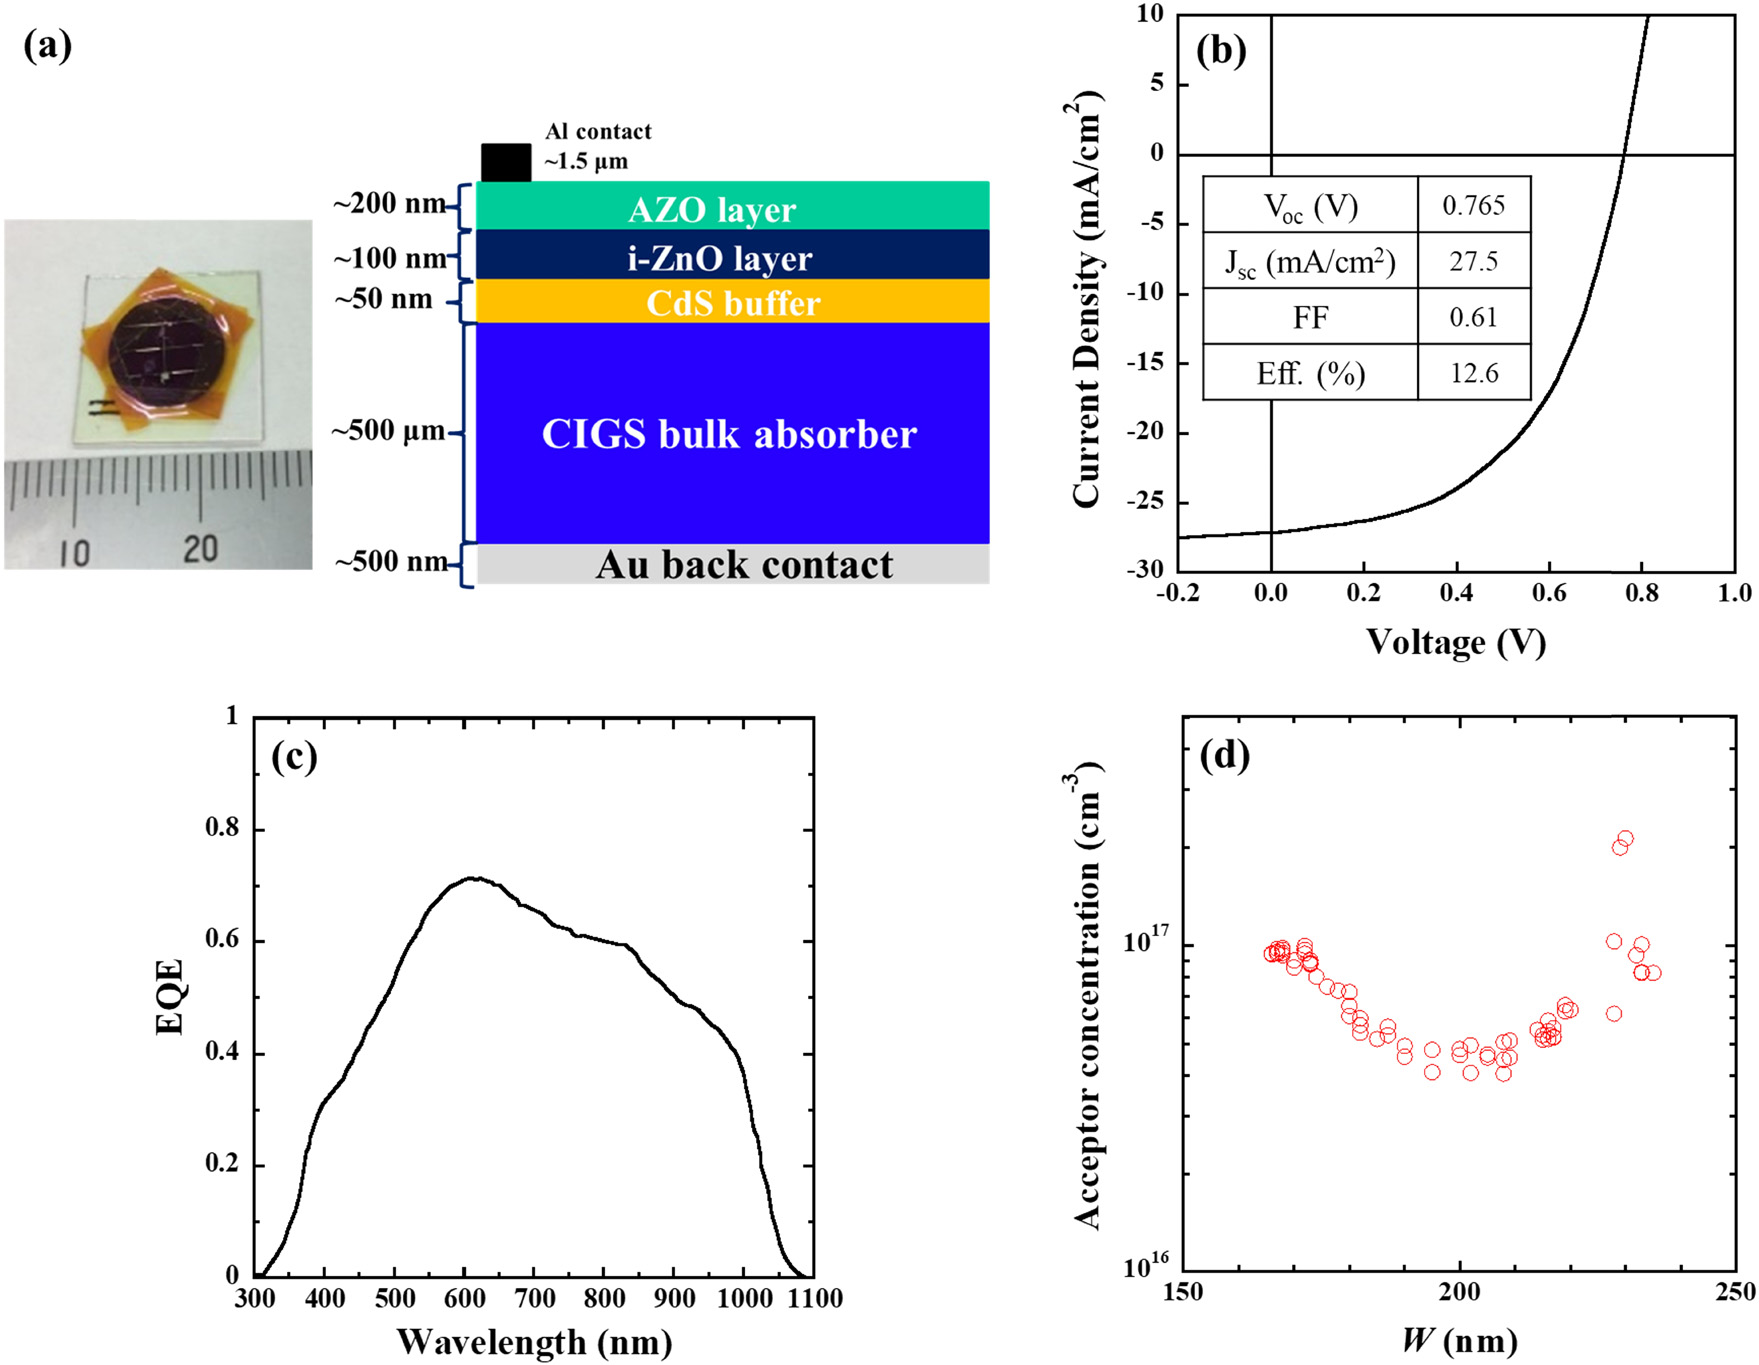 (a)
Al contact
~1.5 μm
~200 nm
AZO layer
~100 nm
i-ZnO layer
~50 nm
CdS buffer
~500 μm
CIGS bulk absorber
~500 nm
Au back contact
10 20
(b)
Current Density (mA/cm²)
10
5
0
-5
-10
-15
-20
-25
-30
Voc (V) 0.765
Jsc (mA/cm²) 27.5
FF 0.61
Eff. (%) 12.6
-0.2 0.0 0.2 0.4 0.6 0.8 1.0
Voltage (V)
(c)
EQE
1
0.8
0.6
0.4
0.2
0
300 400 500 600 700 800 900 1000 1100
Wavelength (nm)
(d)
Acceptor concentration (cm⁻³)
10¹⁷
10¹⁶
150 200 250
W (nm)